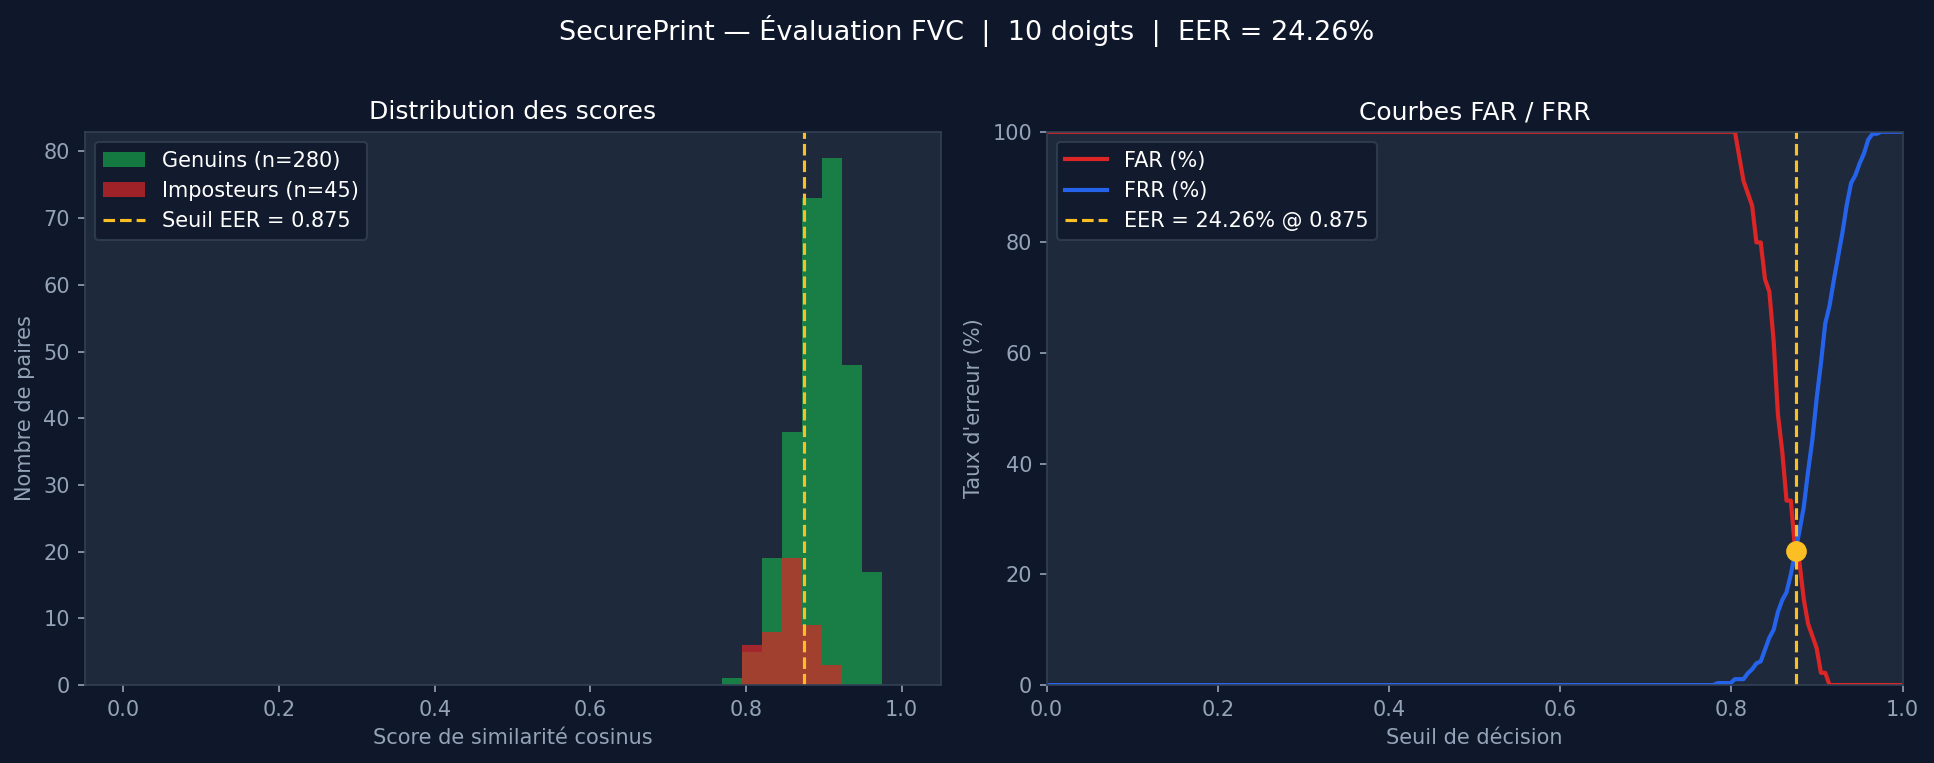 SecurePrint — Évaluation FVC | 10 doigts | EER = 24.26%
Distribution des scores
Genuins (n=280)
Imposteurs (n=45)
Seuil EER = 0.875
Nombre de paires
80
70
60
50
40
30
20
10
0
0.0 0.2 0.4 0.6 0.8 1.0
Score de similarité cosinus
Courbes FAR / FRR
FAR (%)
FRR (%)
EER = 24.26% @ 0.875
Taux d'erreur (%)
100
80
60
40
20
0
0.0 0.2 0.4 0.6 0.8 1.0
Seuil de décision